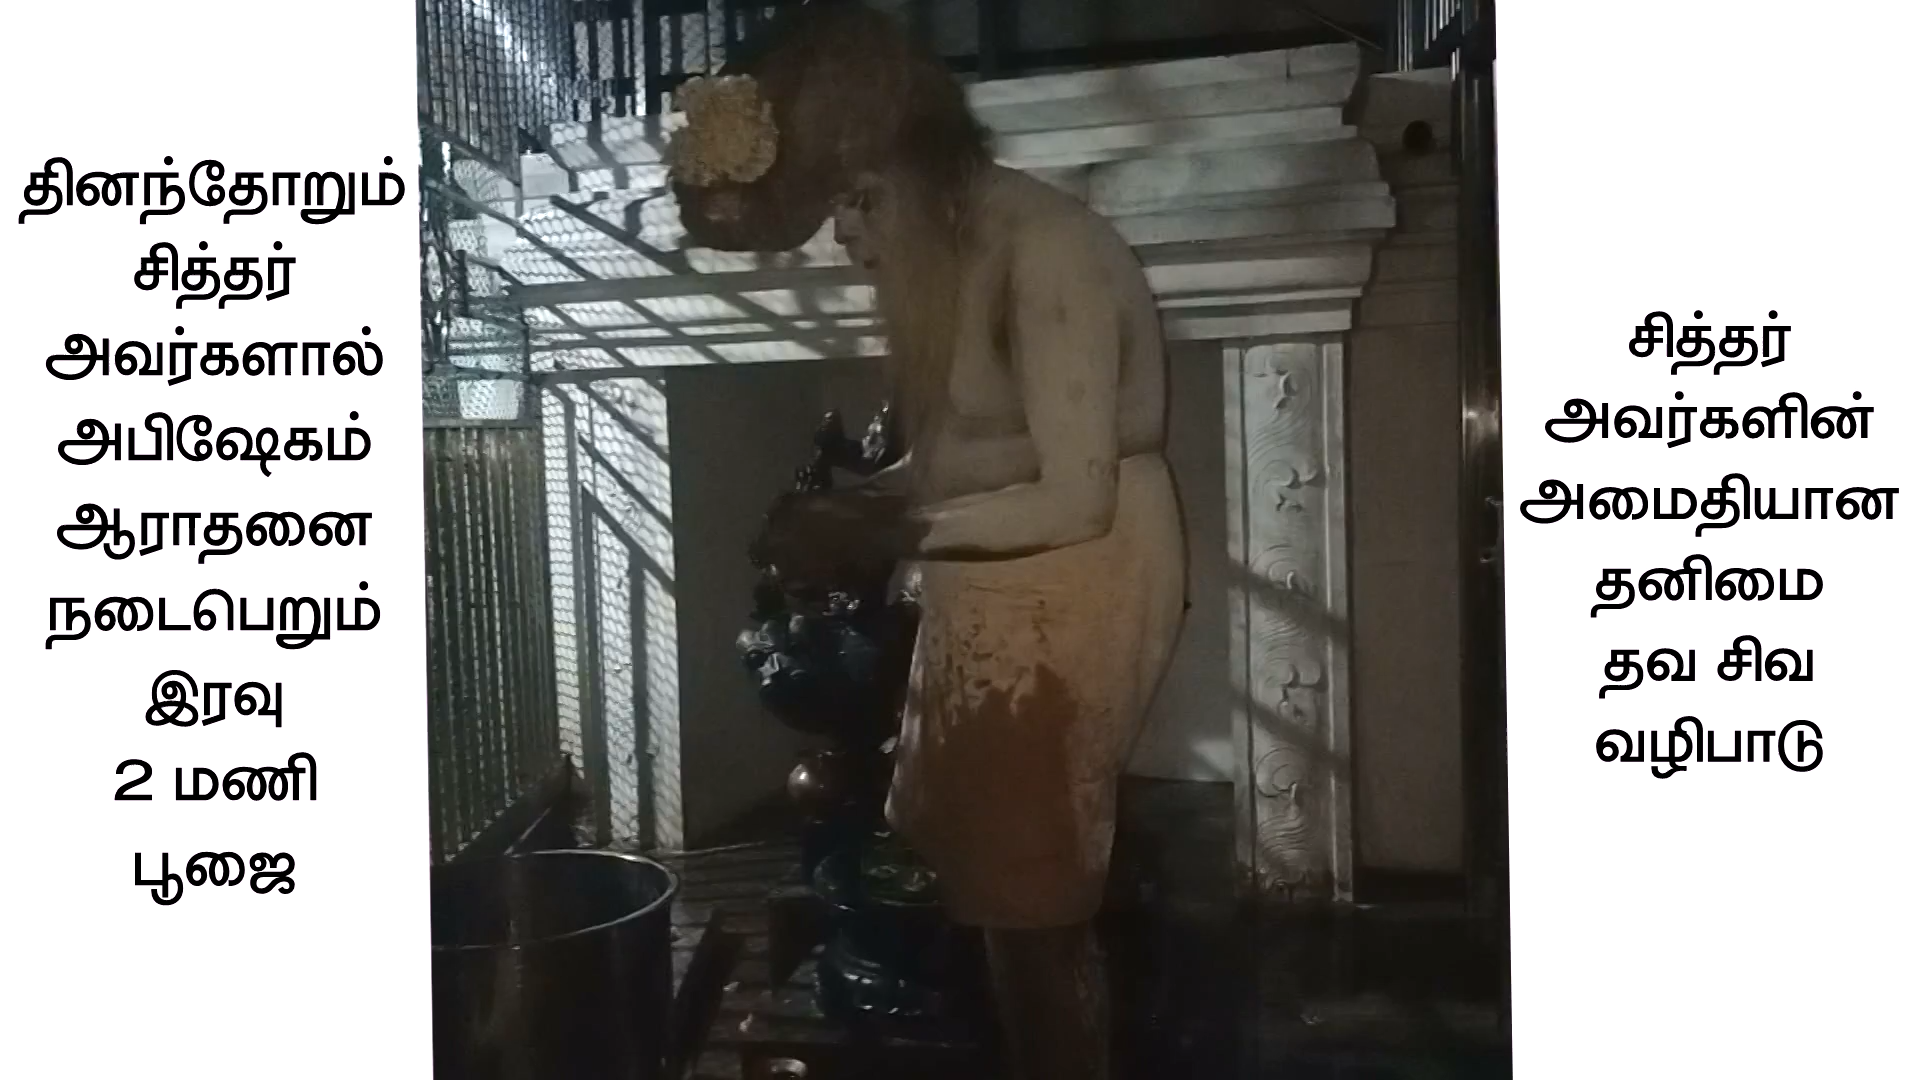 தினந்தோறும்
சித்தர்
அவர்களால்
அபிஷேகம்
ஆராதனை
நடைபெறும்
இரவு
2 மணி
பூஜை
சித்தர்
அவர்களின்
அமைதியான
தனிமை
தவ சிவ
வழிபாடு